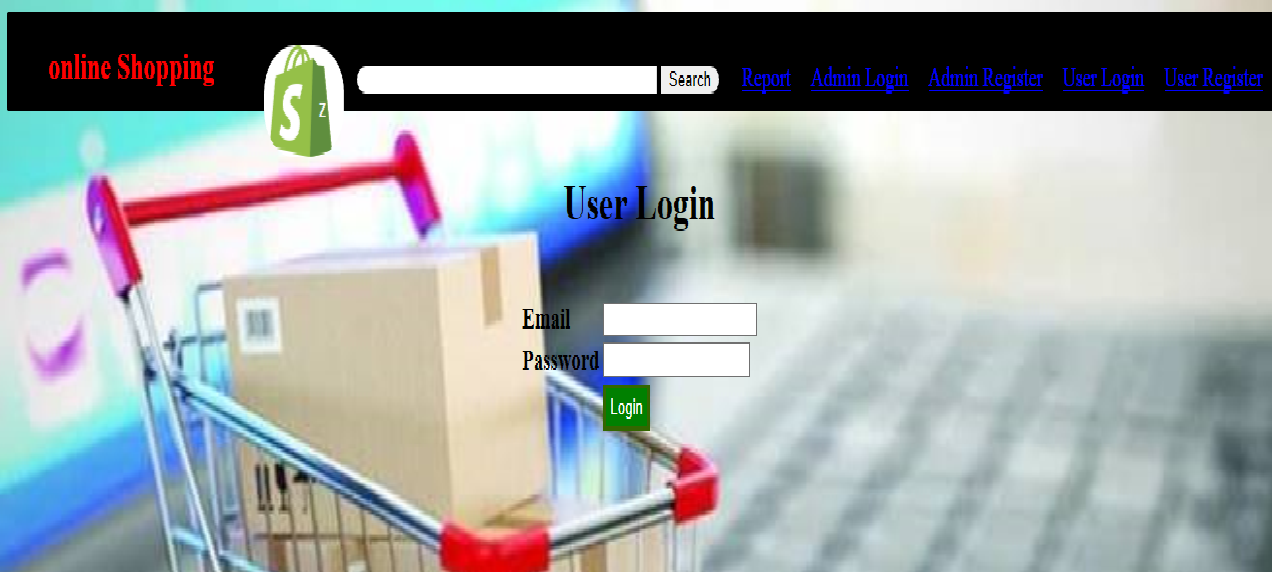 online Shopping
S
Z
Search
Report Admin Login Admin Register User Login User Register
User Login
Email
Password
Login